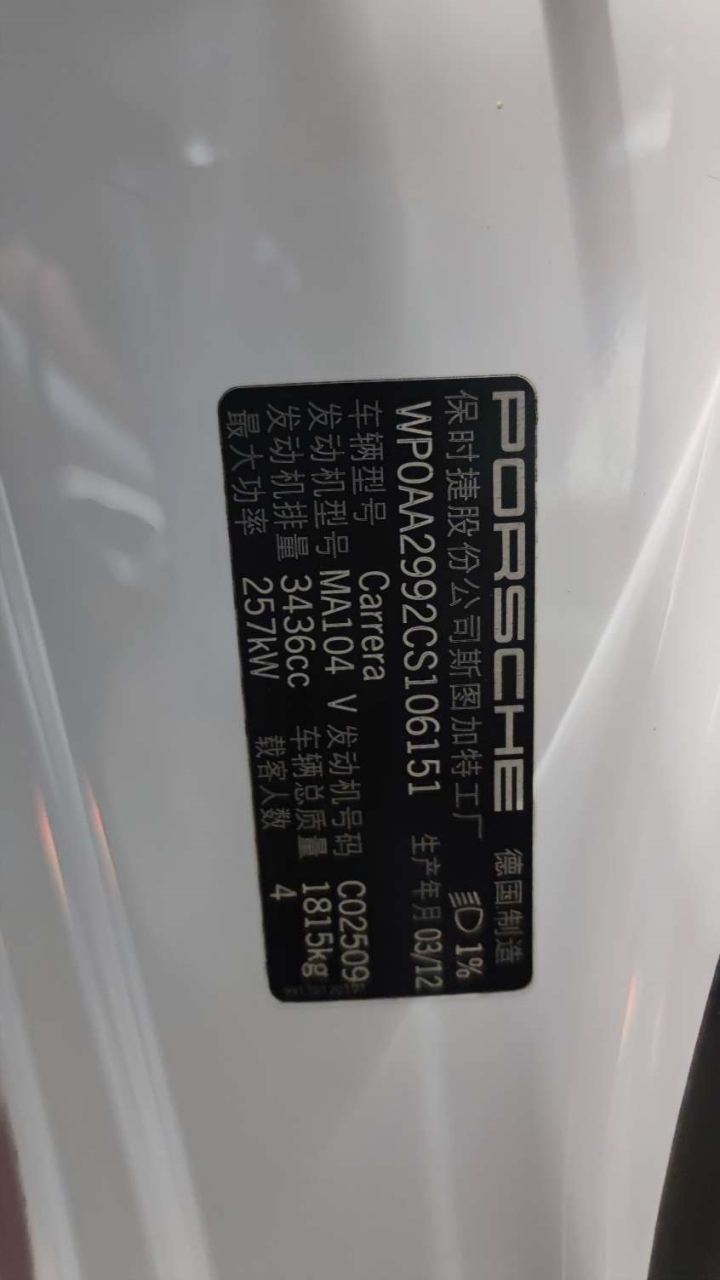 PORSCHE 德国制造
保时捷股份公司斯图加特工厂 1%
WP0AA2992CS106151 生产年月 03/12
车辆型号 Carrera
发动机型号 MA104 V 发动机号码 C02509
发动机排量 3436cc 车辆总质量 1815kg
最大功率 257kW 载客人数 4